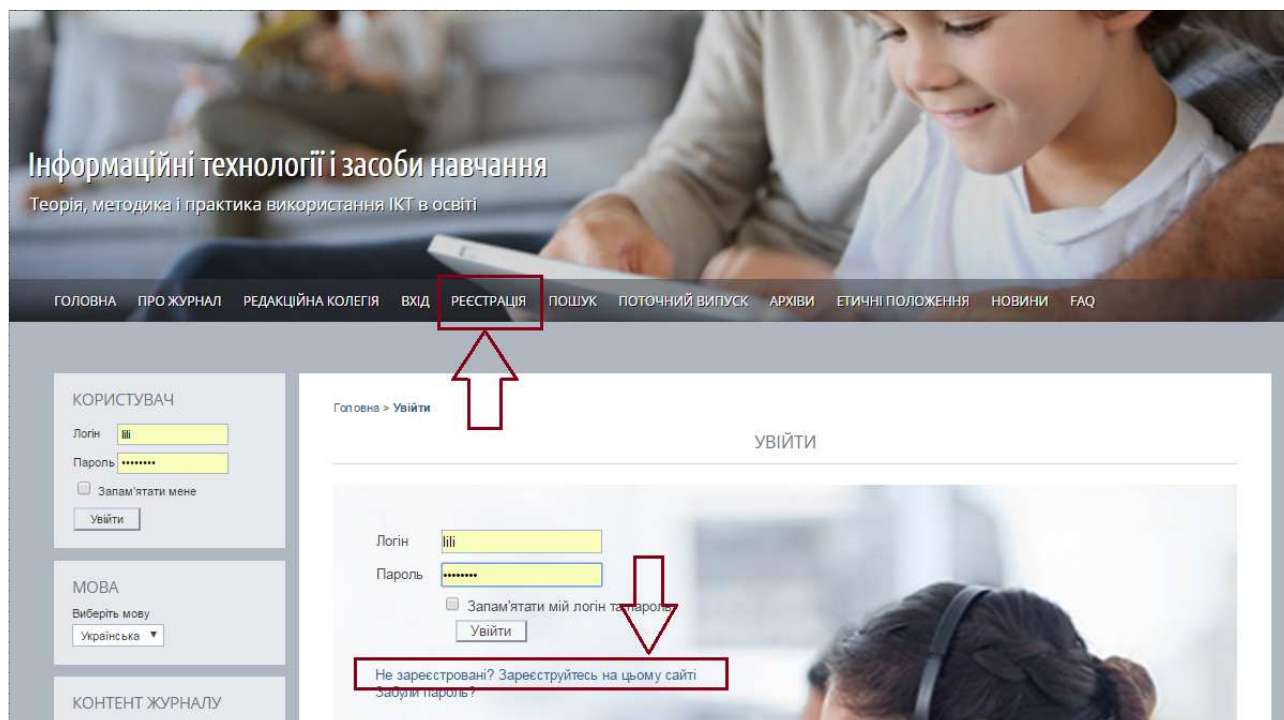 Інформаційні технології і засоби навчання
Теорія, методика і практика використання ІКТ в освіті
ГОЛОВНА ПРО ЖУРНАЛ РЕДАКЦІЙНА КОЛЕГІЯ ВХІД РЕЄСТРАЦІЯ ПОШУК ПОТОЧНИЙ ВИПУСК АРХІВИ ЕТИЧНІ ПОЛОЖЕННЯ НОВИНИ FAQ
КОРИСТУВАЧ
Логін lili
Пароль ••••••••
Запам'ятати мене
Увійти
МОВА
Виберіть мову
Українська ▼
КОНТЕНТ ЖУРНАЛУ
Головна > Увійти
УВІЙТИ
Логін lili
Пароль ••••••••
Запам'ятати мій логін та пароль
Увійти
Не зареєстровані? Зареєструйтесь на цьому сайті
Забули пароль?